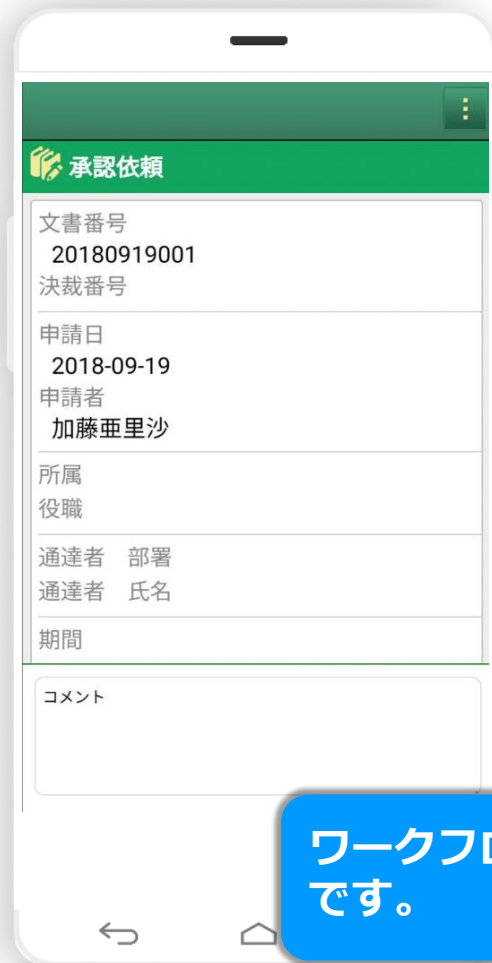 承認依頼
文書番号
20180919001
決裁番号
申請日
2018-09-19
申請者
加藤亜里沙
所属
役職
通達者 部署
通達者 氏名
期間
コメント
ワークフロ
です。